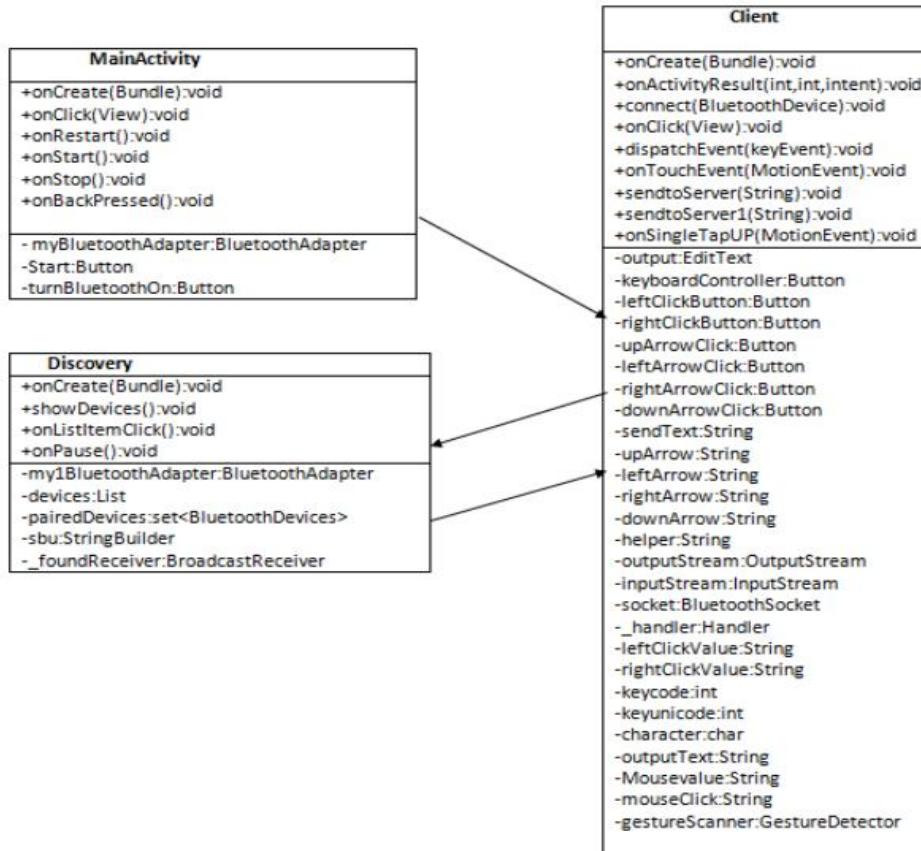 MainActivity
+onCreate(Bundle):void
+onClick(View):void
+onRestart():void
+onStart():void
+onStop():void
+onBackPressed():void
- myBluetoothAdapter:BluetoothAdapter
-Start:Button
-turnBluetoothOn:Button
Discovery
+onCreate(Bundle):void
+showDevices():void
+onListItemClick():void
+onPause():void
-my1BluetoothAdapter:BluetoothAdapter
-devices:List
-pairedDevices:set<BluetoothDevices>
-sbu:StringBuilder
-_foundReceiver:BroadcastReceiver
Client
+onCreate(Bundle):void
+onActivityResult(int,int,intent):void
+connect(BluetoothDevice):void
+onClick(View):void
+dispatchEvent(keyEvent):void
+onTouchEvent(MotionEvent):void
+sendtoServer(String):void
+sendtoServer1(String):void
+onSingleTapUP(MotionEvent):void
-output:EditText
-keyboardController:Button
-leftClickButton:Button
-rightClickButton:Button
-upArrowClick:Button
-leftArrowClick:Button
-rightArrowClick:Button
-downArrowClick:Button
-sendText:String
-upArrow:String
-leftArrow:String
-rightArrow:String
-downArrow:String
-helper:String
-outputStream:OutputStream
-inputStream:InputStream
-socket:BluetoothSocket
-_handler:Handler
-leftClickValue:String
-rightClickValue:String
-keycode:int
-keyunicode:int
-character:char
-outputText:String
-Mousevalue:String
-mouseClick:String
-gestureScanner:GestureDetector